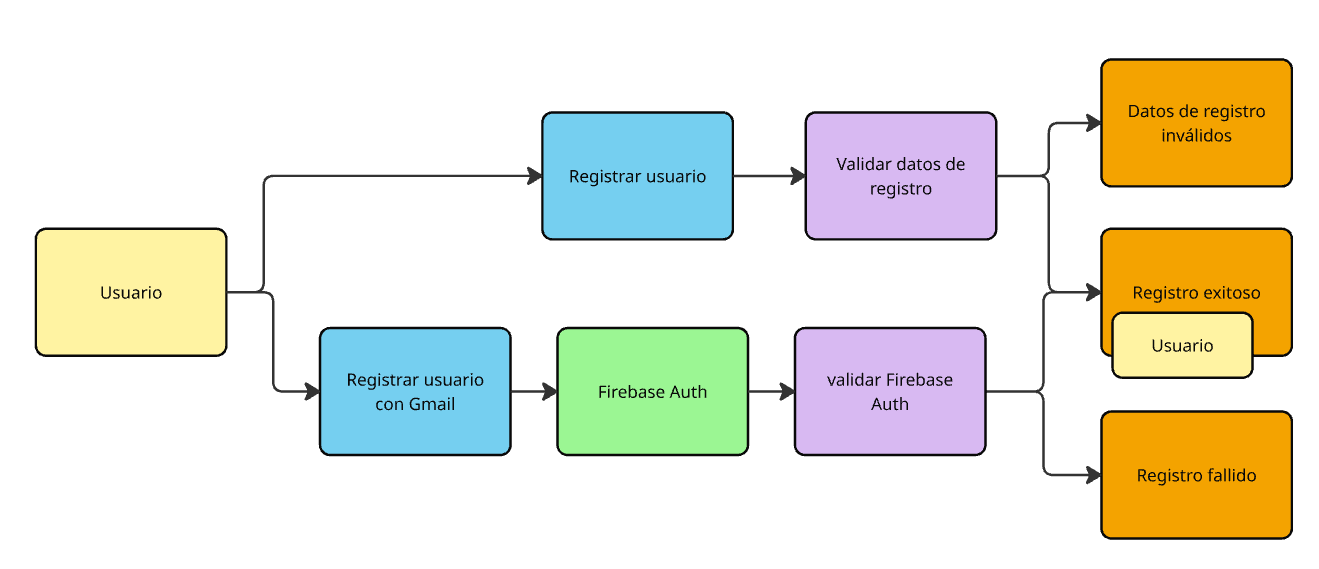 Usuario
Registrar usuario
Validar datos de
registro
Datos de registro
inválidos
Registro exitoso
Usuario
Registrar usuario
con Gmail
Firebase Auth
validar Firebase
Auth
Registro fallido